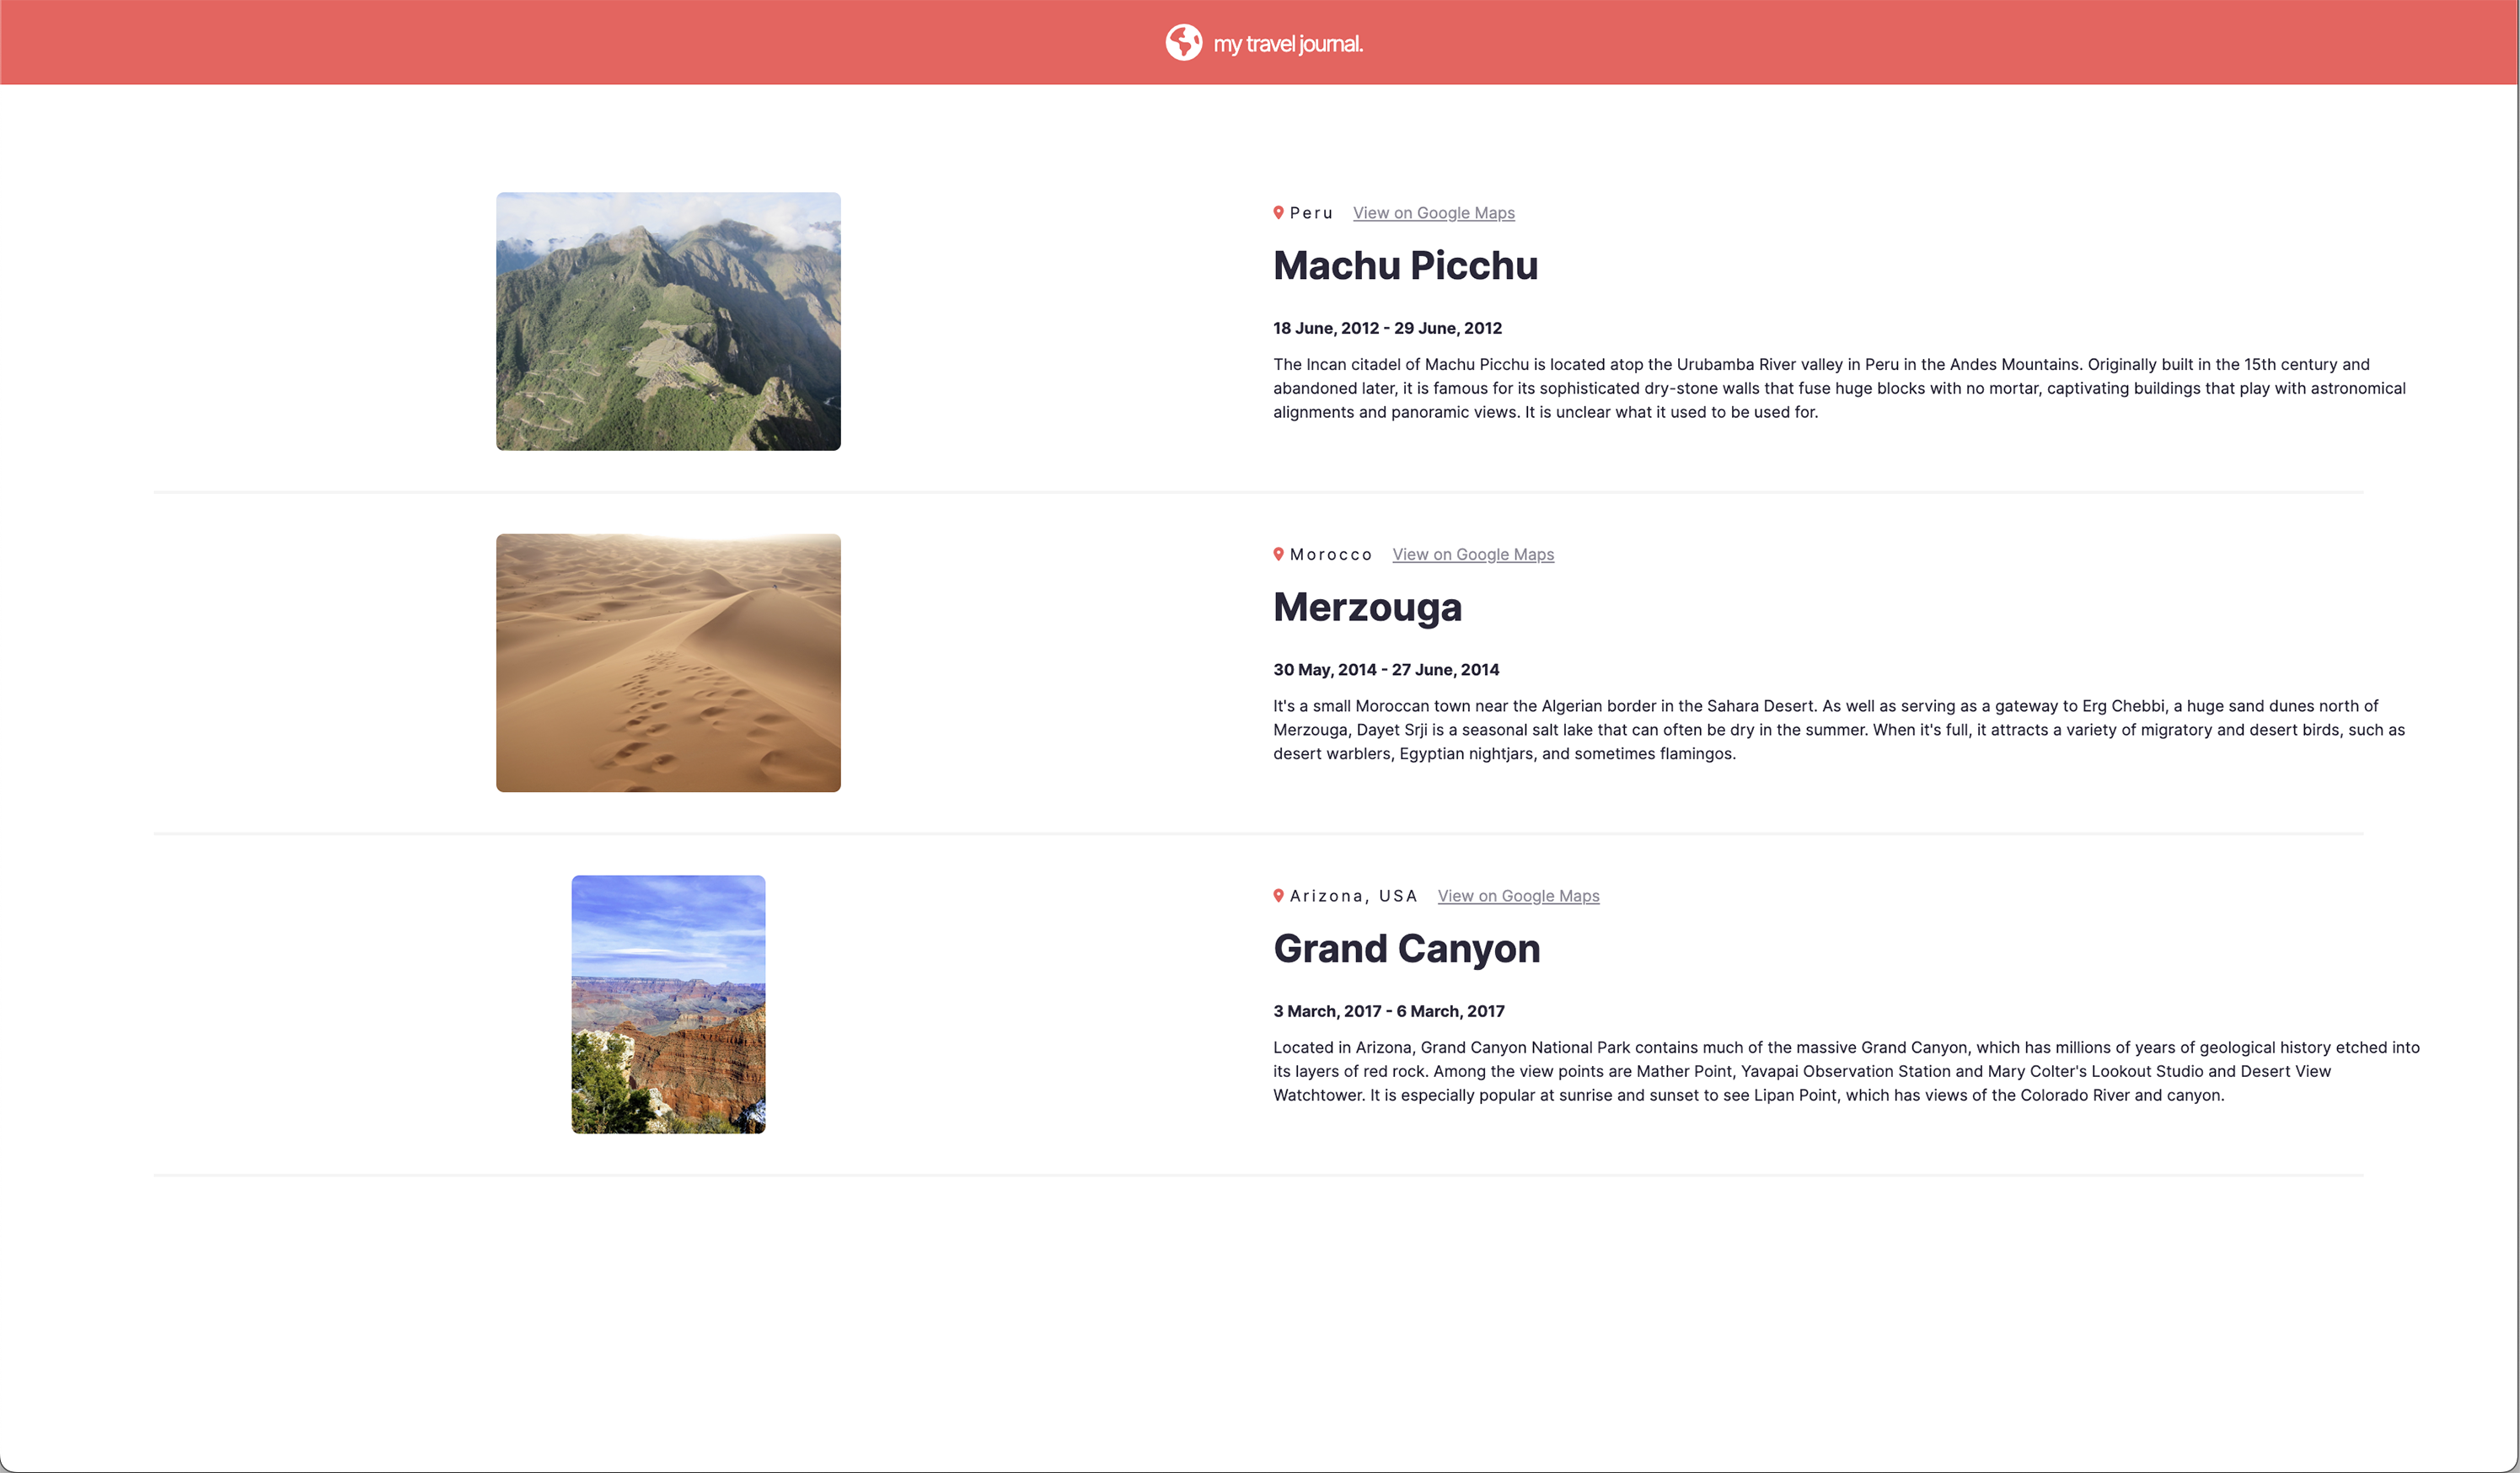 my travel journal.
Peru View on Google Maps
Machu Picchu
18 June, 2012 - 29 June, 2012
The Incan citadel of Machu Picchu is located atop the Urubamba River valley in Peru in the Andes Mountains. Originally built in the 15th century and
abandoned later, it is famous for its sophisticated dry-stone walls that fuse huge blocks with no mortar, captivating buildings that play with astronomical
alignments and panoramic views. It is unclear what it used to be used for.
Morocco View on Google Maps
Merzouga
30 May, 2014 - 27 June, 2014
It's a small Moroccan town near the Algerian border in the Sahara Desert. As well as serving as a gateway to Erg Chebbi, a huge sand dunes north of
Merzouga, Dayet Srji is a seasonal salt lake that can often be dry in the summer. When it's full, it attracts a variety of migratory and desert birds, such as
desert warblers, Egyptian nightjars, and sometimes flamingos.
Arizona, USA View on Google Maps
Grand Canyon
3 March, 2017 - 6 March, 2017
Located in Arizona, Grand Canyon National Park contains much of the massive Grand Canyon, which has millions of years of geological history etched into
its layers of red rock. Among the view points are Mather Point, Yavapai Observation Station and Mary Colter's Lookout Studio and Desert View
Watchtower. It is especially popular at sunrise and sunset to see Lipan Point, which has views of the Colorado River and canyon.